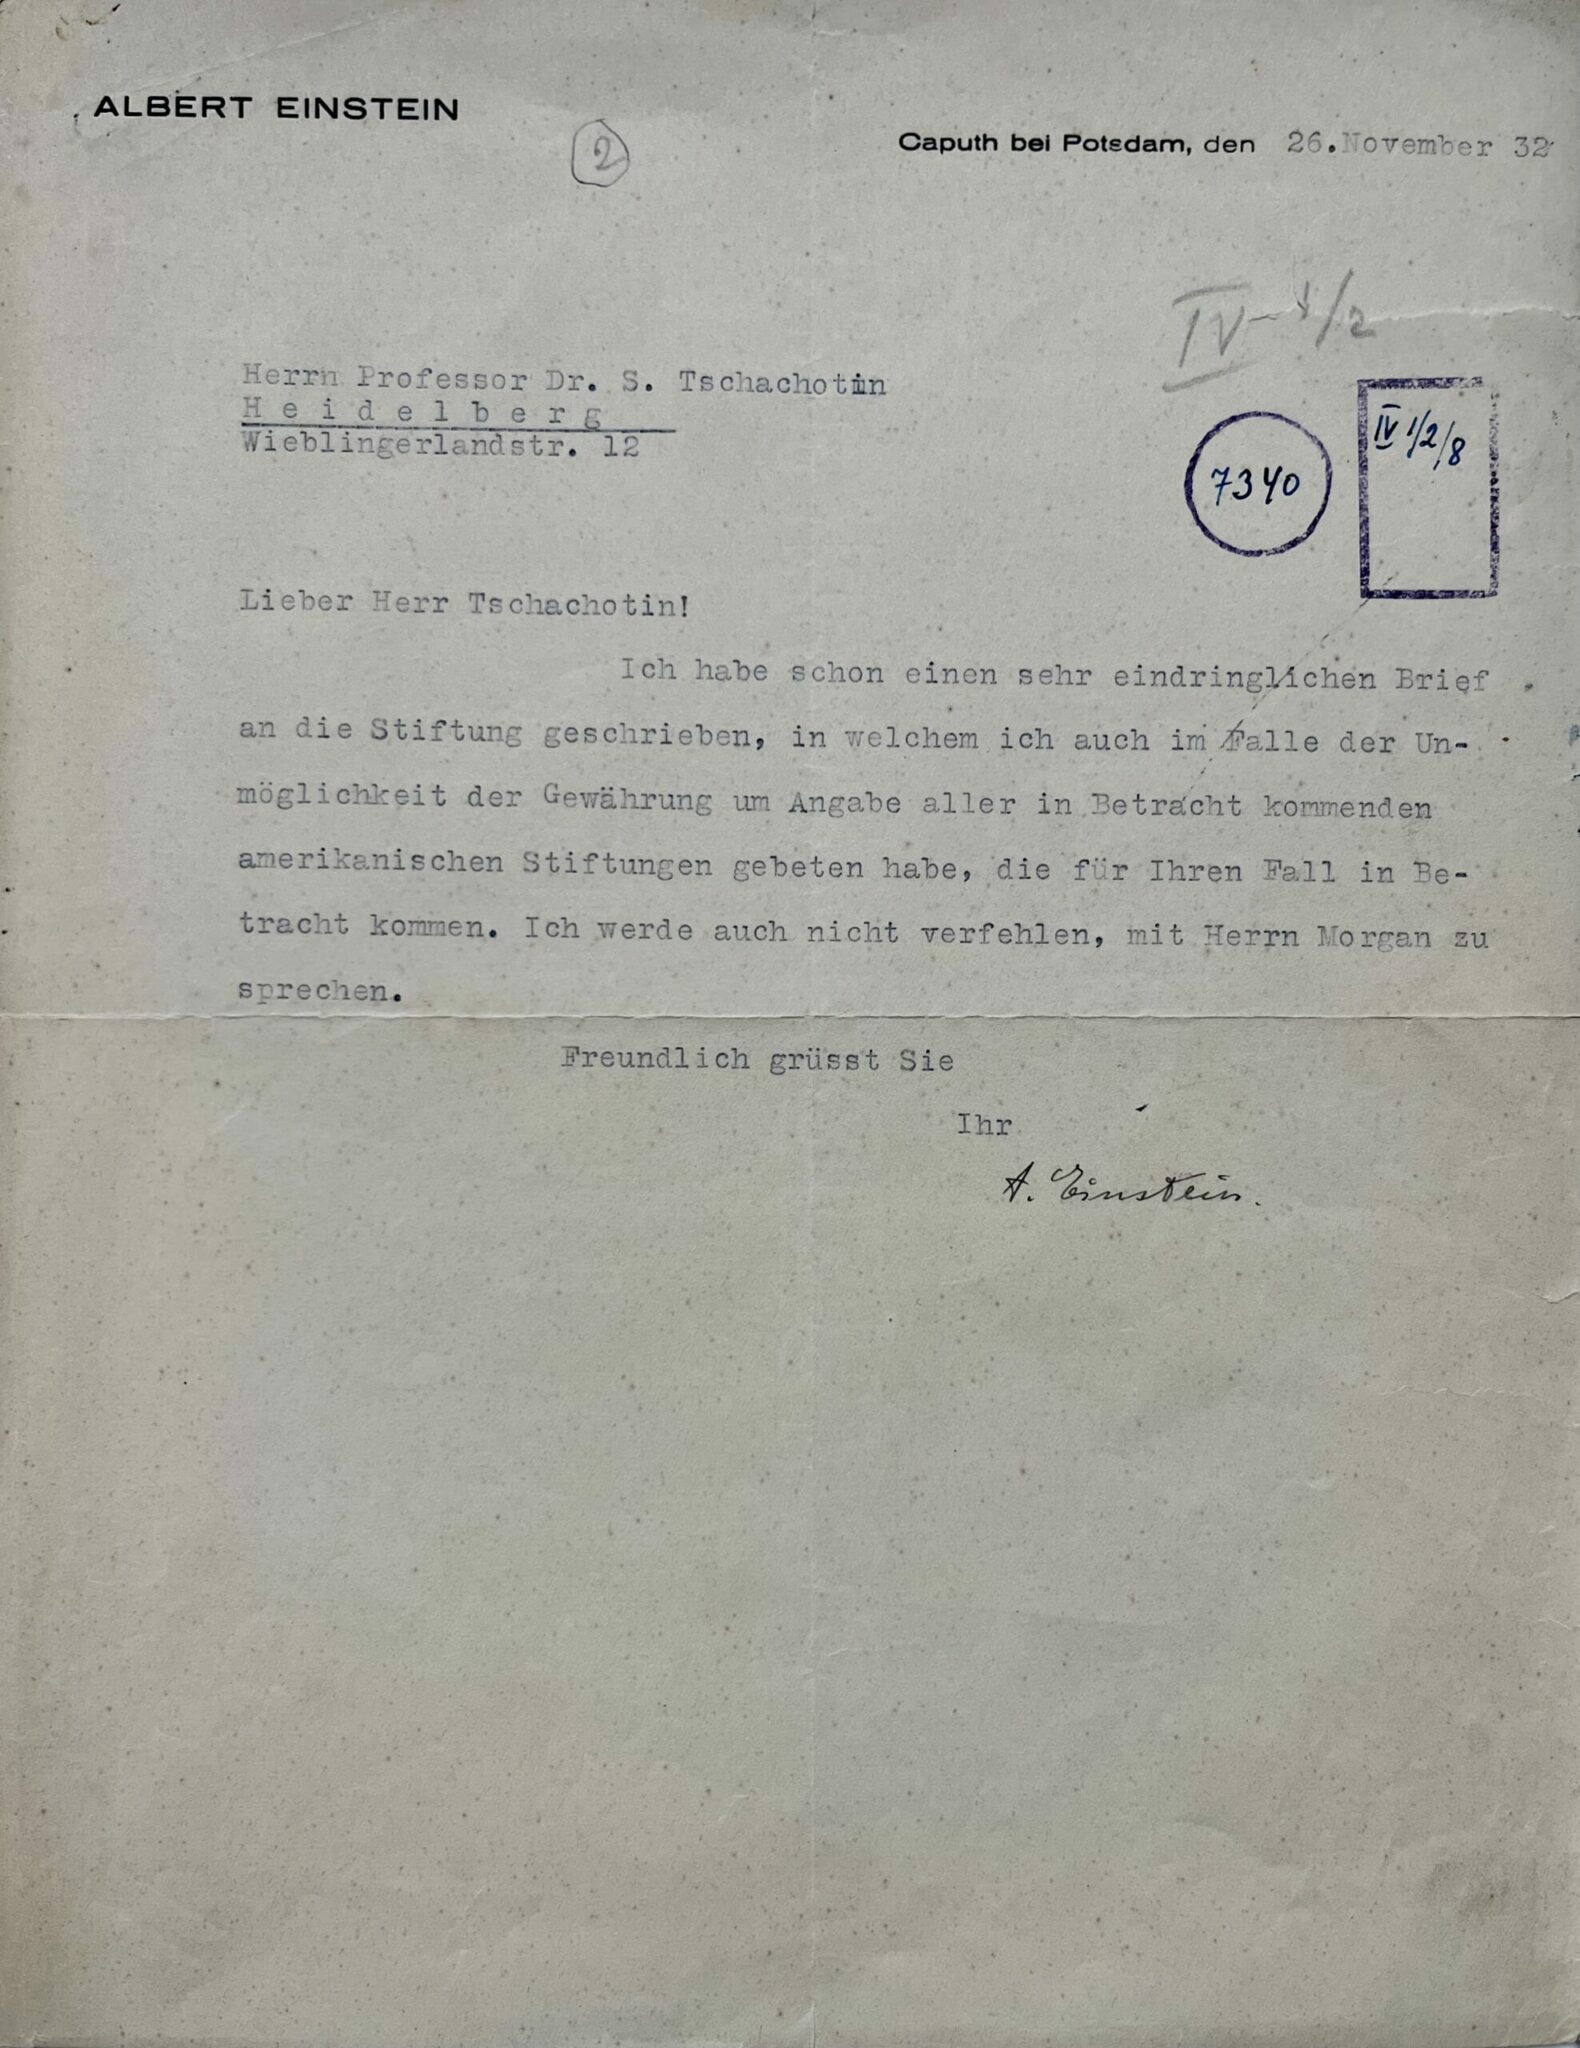 ALBERT EINSTEIN
2
Caputh bei Potsdam, den 26.November 32
IV - 1/2
Herrn Professor Dr. S. Tschachotin
H e i d e l b e r g
Wieblingerlandstr. 12
7340
IV 1/2/8
Lieber Herr Tschachotin!
Ich habe schon einen sehr eindringlichen Brief
an die Stiftung geschrieben, in welchem ich auch im Falle der Un-
möglichkeit der Gewährung um Angabe aller in Betracht kommenden
amerikanischen Stiftungen gebeten habe, die für Ihren Fall in Be-
tracht kommen. Ich werde auch nicht verfehlen, mit Herrn Morgan zu
sprechen.
Freundlich grüsst Sie
Ihr
A. Einstein.